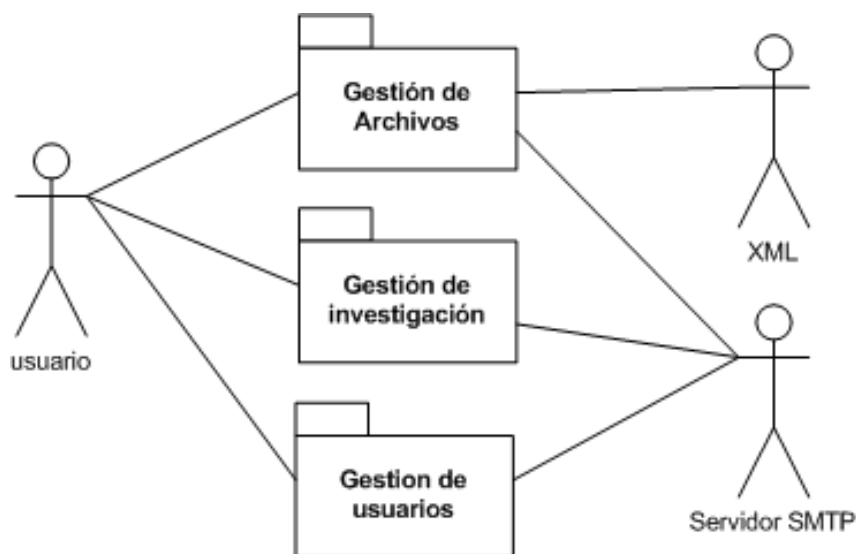 Gestión de
Archivos
XML
Gestión de
investigación
usuario
Gestion de
usuarios
Servidor SMTP